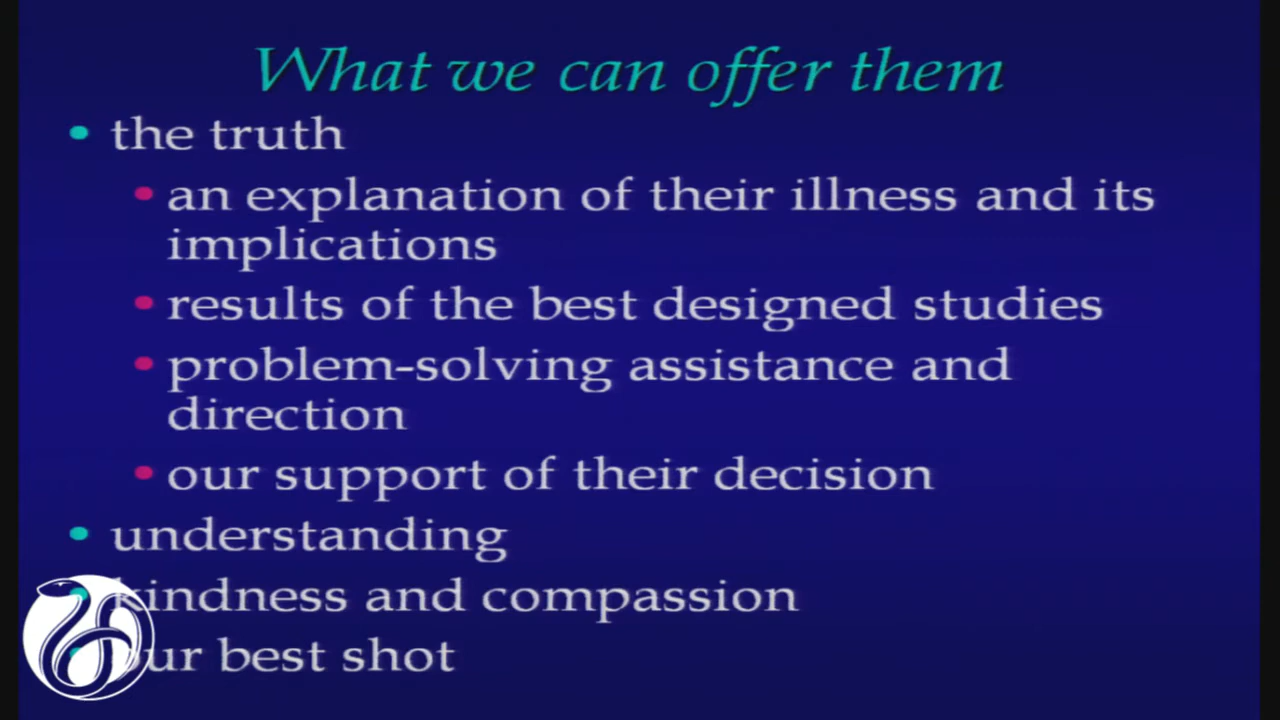 What we can offer them
• the truth
• an explanation of their illness and its
implications
• results of the best designed studies
• problem-solving assistance and
direction
• our support of their decision
• understanding
• kindness and compassion
• our best shot